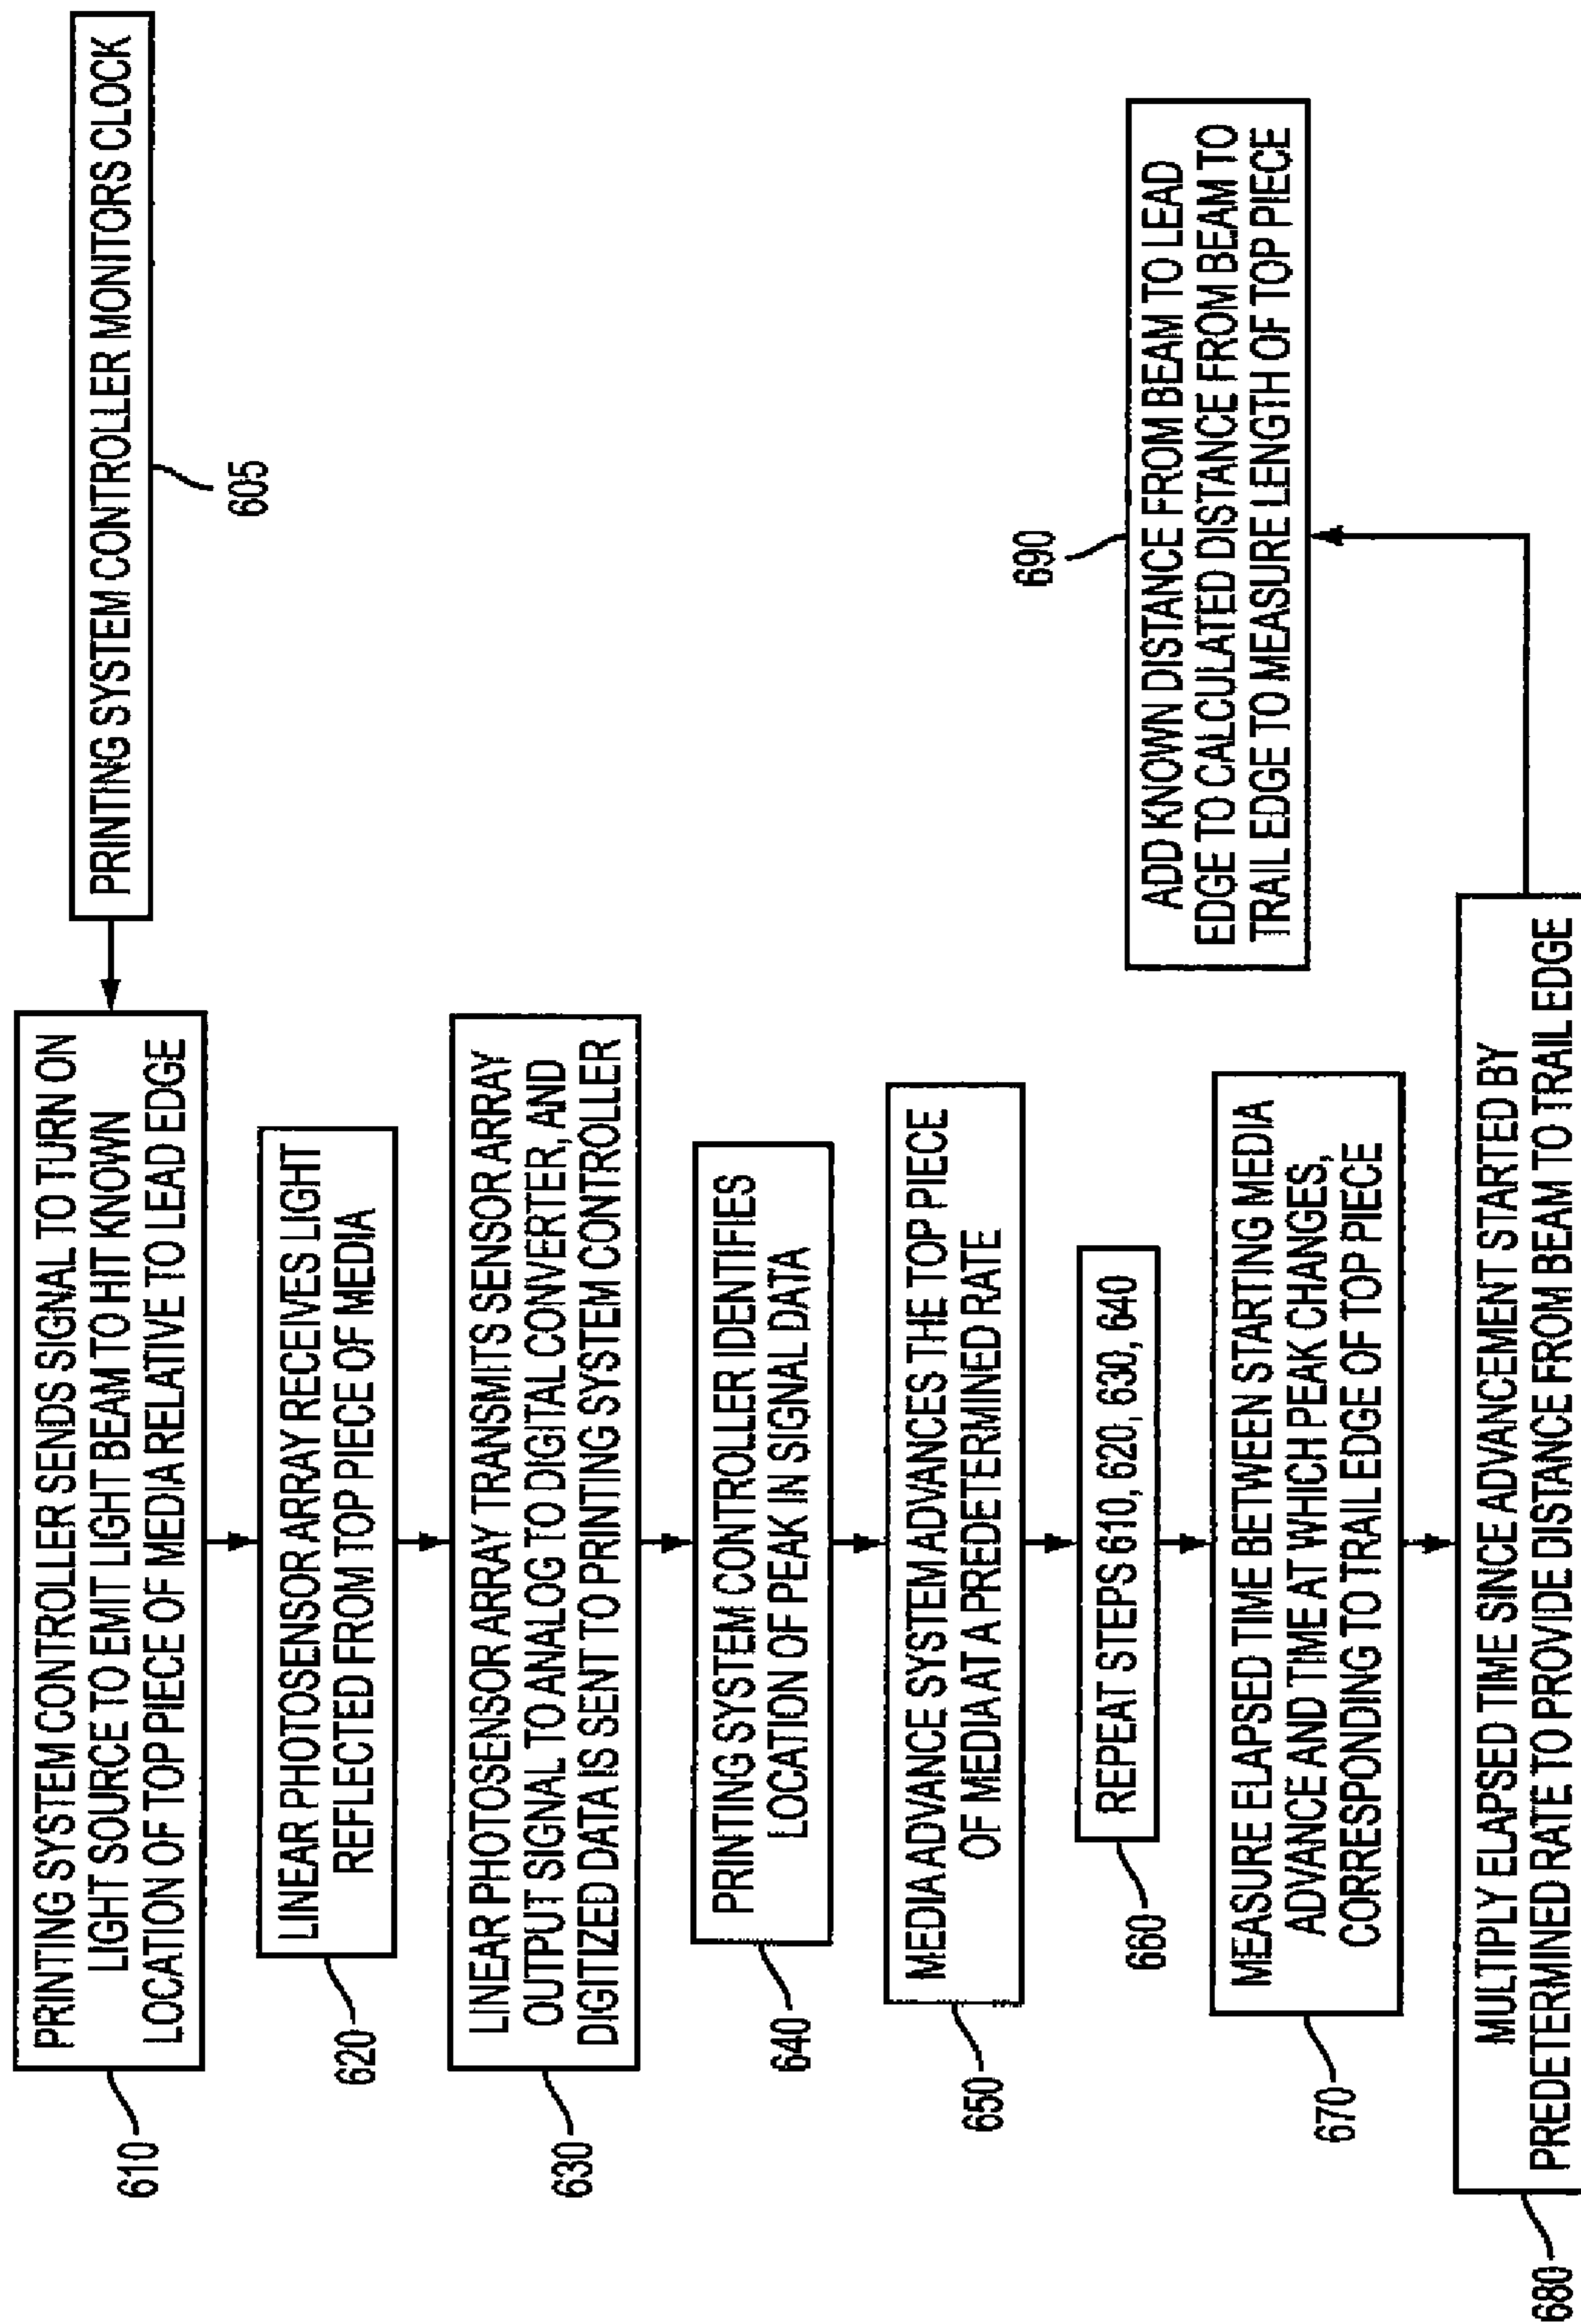 PRINTING SYSTEM CONTROLLER MONITORS CLOCK
605
PRINTING SYSTEM CONTROLLER SENDS SIGNAL TO TURN ON
LIGHT SOURCE TO EMIT LIGHT BEAM TO HIT KNOWN
LOCATION OF TOP PIECE OF MEDIA RELATIVE TO LEAD EDGE
610
LINEAR PHOTOSENSOR ARRAY RECEIVES LIGHT
REFLECTED FROM TOP PIECE OF MEDIA
620
LINEAR PHOTOSENSOR ARRAY TRANSMITS SENSOR ARRAY
OUTPUT SIGNAL TO ANALOG TO DIGITAL CONVERTER, AND
DIGITIZED DATA IS SENT TO PRINTING SYSTEM CONTROLLER
630
PRINTING SYSTEM CONTROLLER IDENTIFIES
LOCATION OF PEAK IN SIGNAL DATA
640
MEDIA ADVANCE SYSTEM ADVANCES THE TOP PIECE
OF MEDIA AT A PREDETERMINED RATE
650
REPEAT STEPS 610, 620, 630, 640
660
MEASURE ELAPSED TIME BETWEEN STARTING MEDIA
ADVANCE AND TIME AT WHICH PEAK CHANGES,
CORRESPONDING TO TRAIL EDGE OF TOP PIECE
670
MULTIPLY ELAPSED TIME SINCE ADVANCEMENT STARTED BY
PREDETERMINED RATE TO PROVIDE DISTANCE FROM BEAM TO TRAIL EDGE
680
690
ADD KNOWN DISTANCE FROM BEAM TO LEAD
EDGE TO CALCULATED DISTANCE FROM BEAM TO
TRAIL EDGE TO MEASURE LENGTH OF TOP PIECE